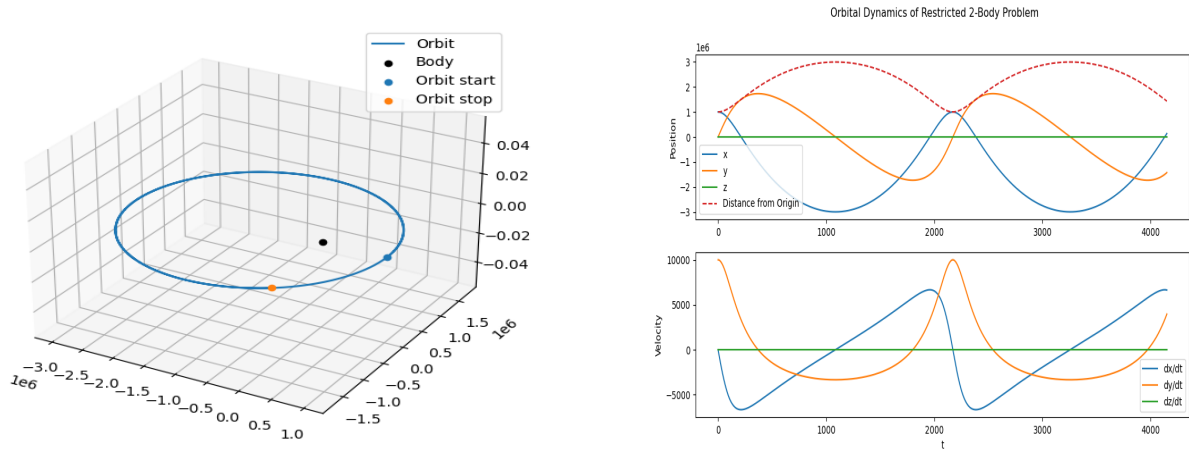 Orbit
Body
Orbit start
Orbit stop
0.04
0.02
0.00
−0.02
−0.04
1e6
1.5
1.0
0.5
0.0
−0.5
−1.0
−1.5
1e6
−3.0
−2.5
−2.0
−1.5
−1.0
−0.5
0.0
0.5
1.0
Orbital Dynamics of Restricted 2-Body Problem
1e6
3
2
1
0
−1
−2
−3
Position
x
y
z
Distance from Origin
0 1000 2000 3000 4000
10000
5000
0
−5000
Velocity
dx/dt
dy/dt
dz/dt
0 1000 2000 3000 4000
t